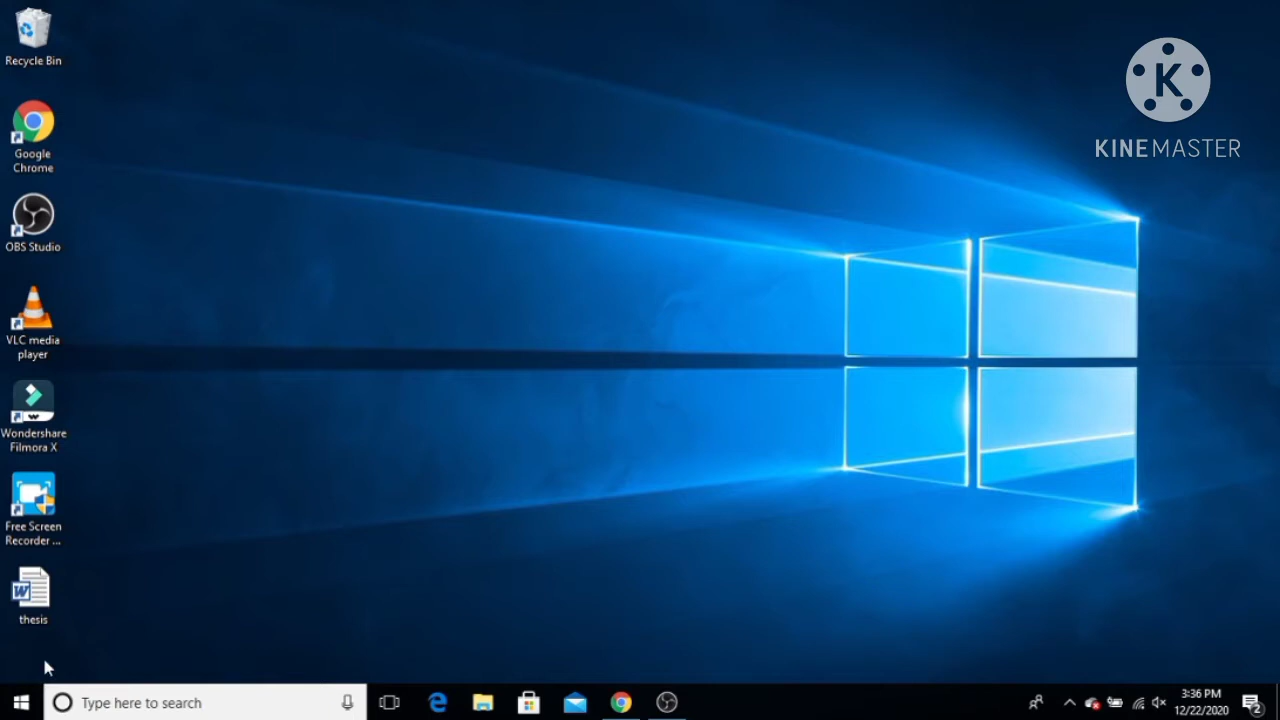 Recycle Bin
Google
Chrome
OBS Studio
VLC media
player
Wondershare
Filmora X
Free Screen
Recorder ...
thesis
K
KINEMASTER
Type here to search
3:36 PM
12/22/2020
2